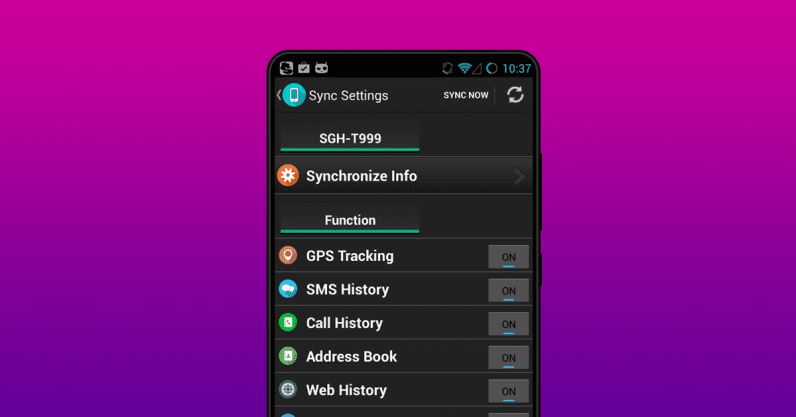 10:37
Sync Settings
SYNC NOW
SGH-T999
Synchronize Info
Function
GPS Tracking
ON
SMS History
ON
Call History
ON
Address Book
ON
Web History
ON